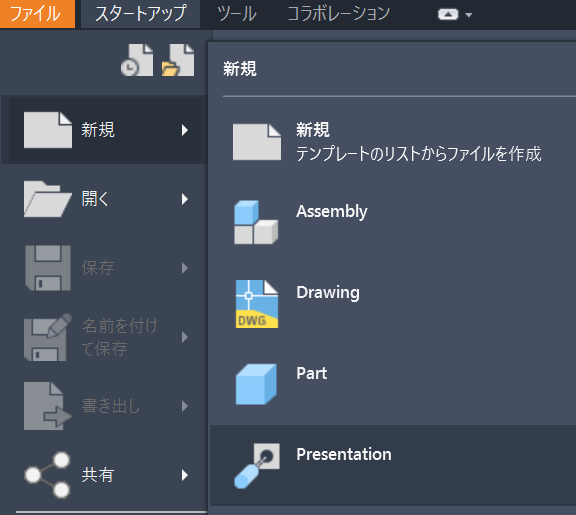 ファイル スタートアップ ツール コラボレーション
新規
開く
保存
名前を付け
て保存
書き出し
共有
新規
新規
テンプレートのリストからファイルを作成
Assembly
DWG
Drawing
Part
Presentation